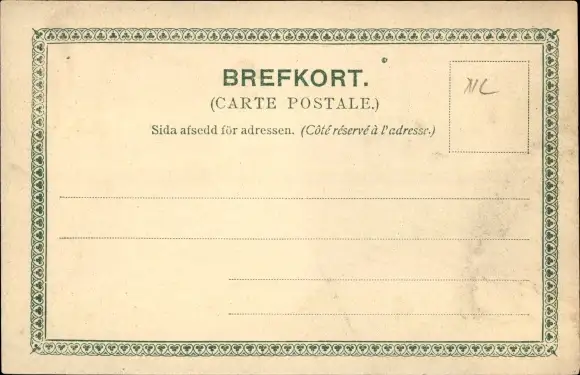 BREFKORT.
(CARTE POSTALE.)
Sida afsedd för adressen. (Côté réservé à l'adresse.)